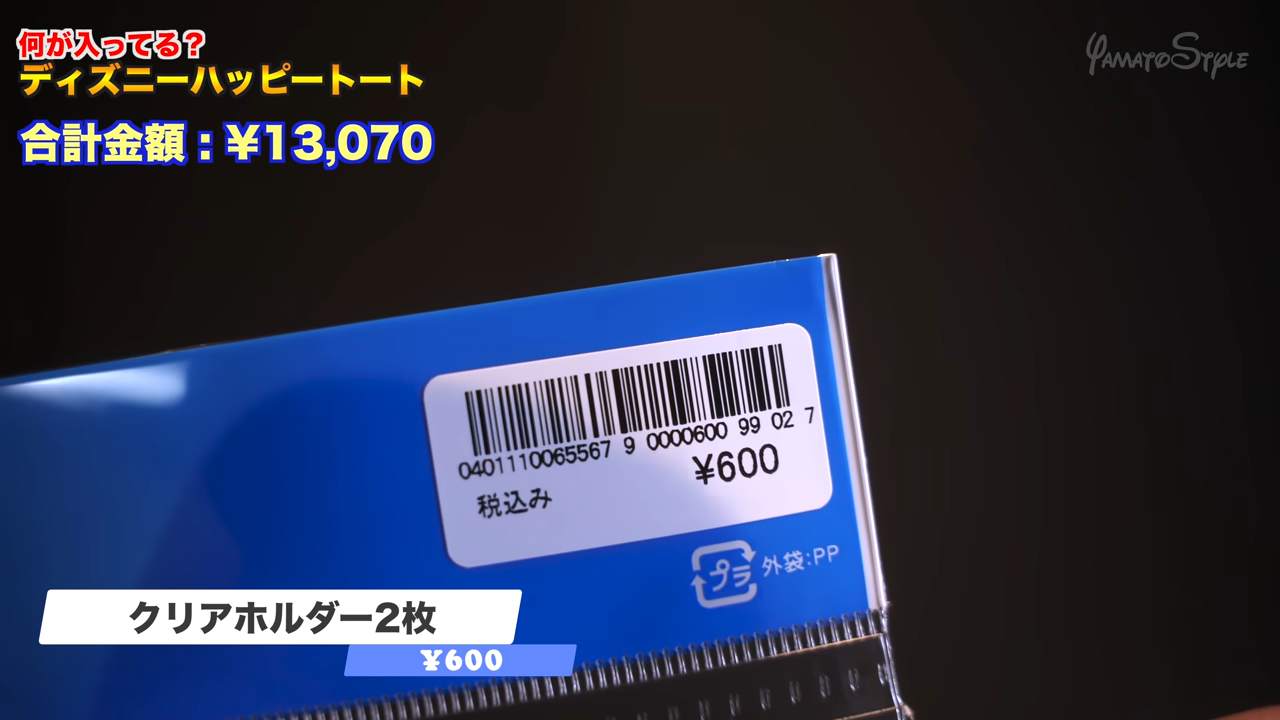 何が入ってる？
ディズニーハッピートート
合計金額：¥13,070
YAMATOSTYLE
0401110065567 9 0000600 99 02 7
¥600
税込み
プラ 外袋:PP
クリアホルダー2枚
¥600